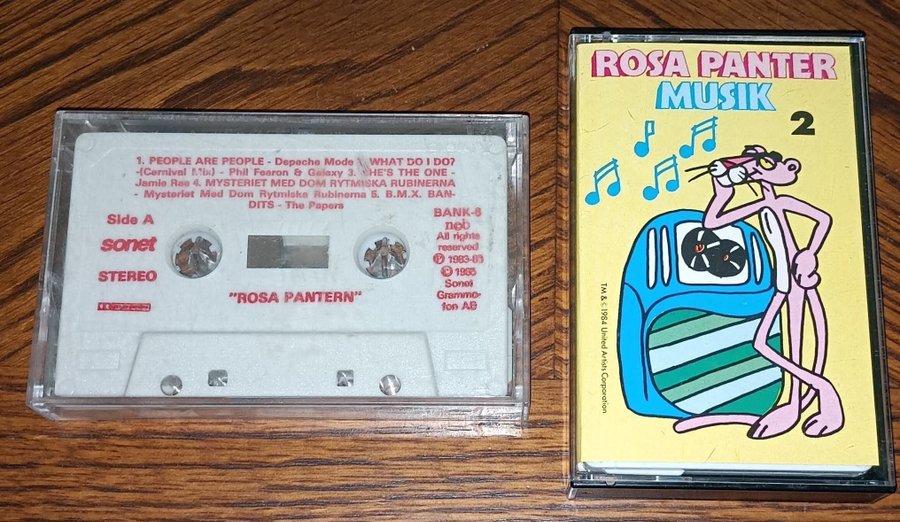 1. PEOPLE ARE PEOPLE - Depeche Mode WHAT DO I DO?
-(Carnival Mix) - Phil Fearon & Galaxy 3. SHE'S THE ONE -
Jamie Rae 4. MYSTERIET MED DOM RYTMISKA RUBINERNA
- Mysteriet Med Dom Rytmiska Rubinerna 5. B.M.X. BAN-
DITS - The Papers
Side A
sonet
STEREO
BANK-8
ncb
All rights
reserved
℗ 1983-85
© 1985
Sonet
Grammo-
fon AB
"ROSA PANTERN"
ROSA PANTER
MUSIK
2
TM & © 1984 United Artists Corporation